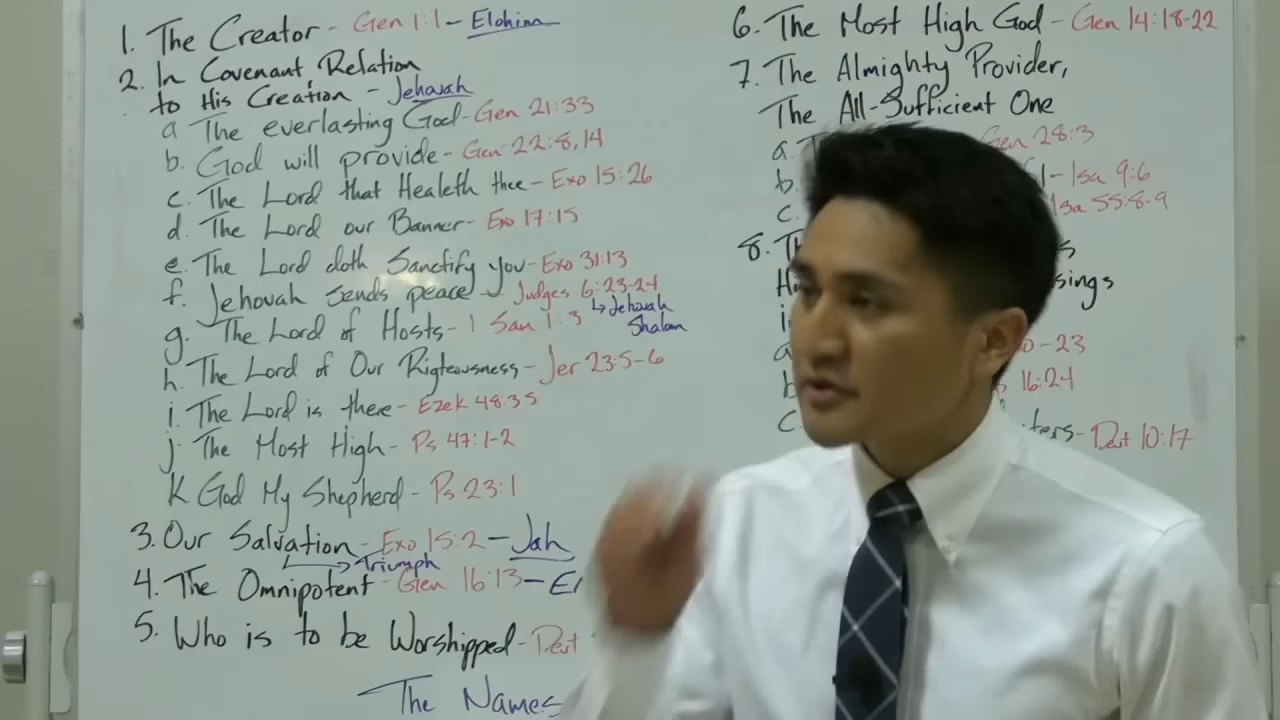 1. The Creator - Gen 1:1 - Elohim
2. In Covenant Relation
to His Creation - Jehovah
a The everlasting God - Gen 21:33
b. God will provide - Gen 22:8,14
c. The Lord that Healeth thee - Exo 15:26
d. The Lord our Banner - Exo 17:15
e. The Lord doth Sanctify you - Exo 31:13
f. Jehovah sends peace - Judges 6:23-24
↳ Jehovah
Shalom
g. The Lord of Hosts - 1 Sam 1:3
h. The Lord of Our Righteousness - Jer 23:5-6
i. The Lord is there - Ezek 48:35
j. The Most High - Ps 47:1-2
K God My Shepherd - Ps 23:1
3. Our Salvation - Exo 15:2 - Jah
→ Triumph
4. The Omnipotent - Gen 16:13 -
5. Who is to be Worshipped - Deut
The Names
6. The Most High God - Gen 14:18-22
7. The Almighty Provider,
The All-Sufficient One
a. Gen 28:3
b. - Isa 9:6
c. Isa 55:8-9
8.
i
a - 23
b 16:24
c. - Deut 10:17